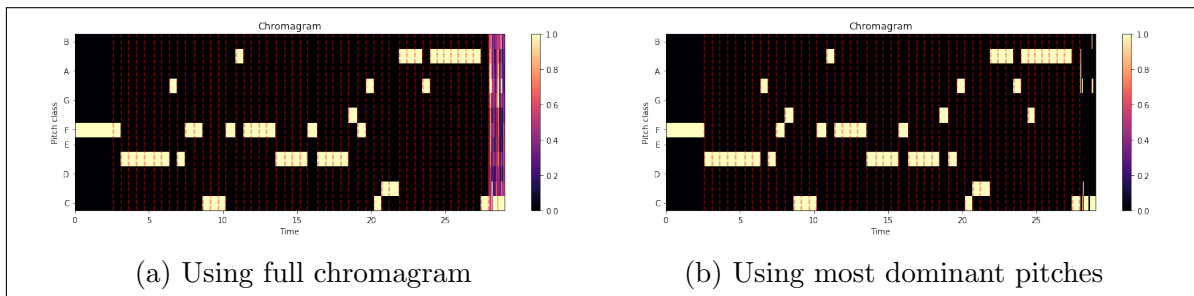 Chromagram
B
A
G
F
E
D
C
Pitch class
0 5 10 15 20 25
Time
1.0
0.8
0.6
0.4
0.2
0.0
(a) Using full chromagram
Chromagram
B
A
G
F
E
D
C
Pitch class
0 5 10 15 20 25
Time
1.0
0.8
0.6
0.4
0.2
0.0
(b) Using most dominant pitches